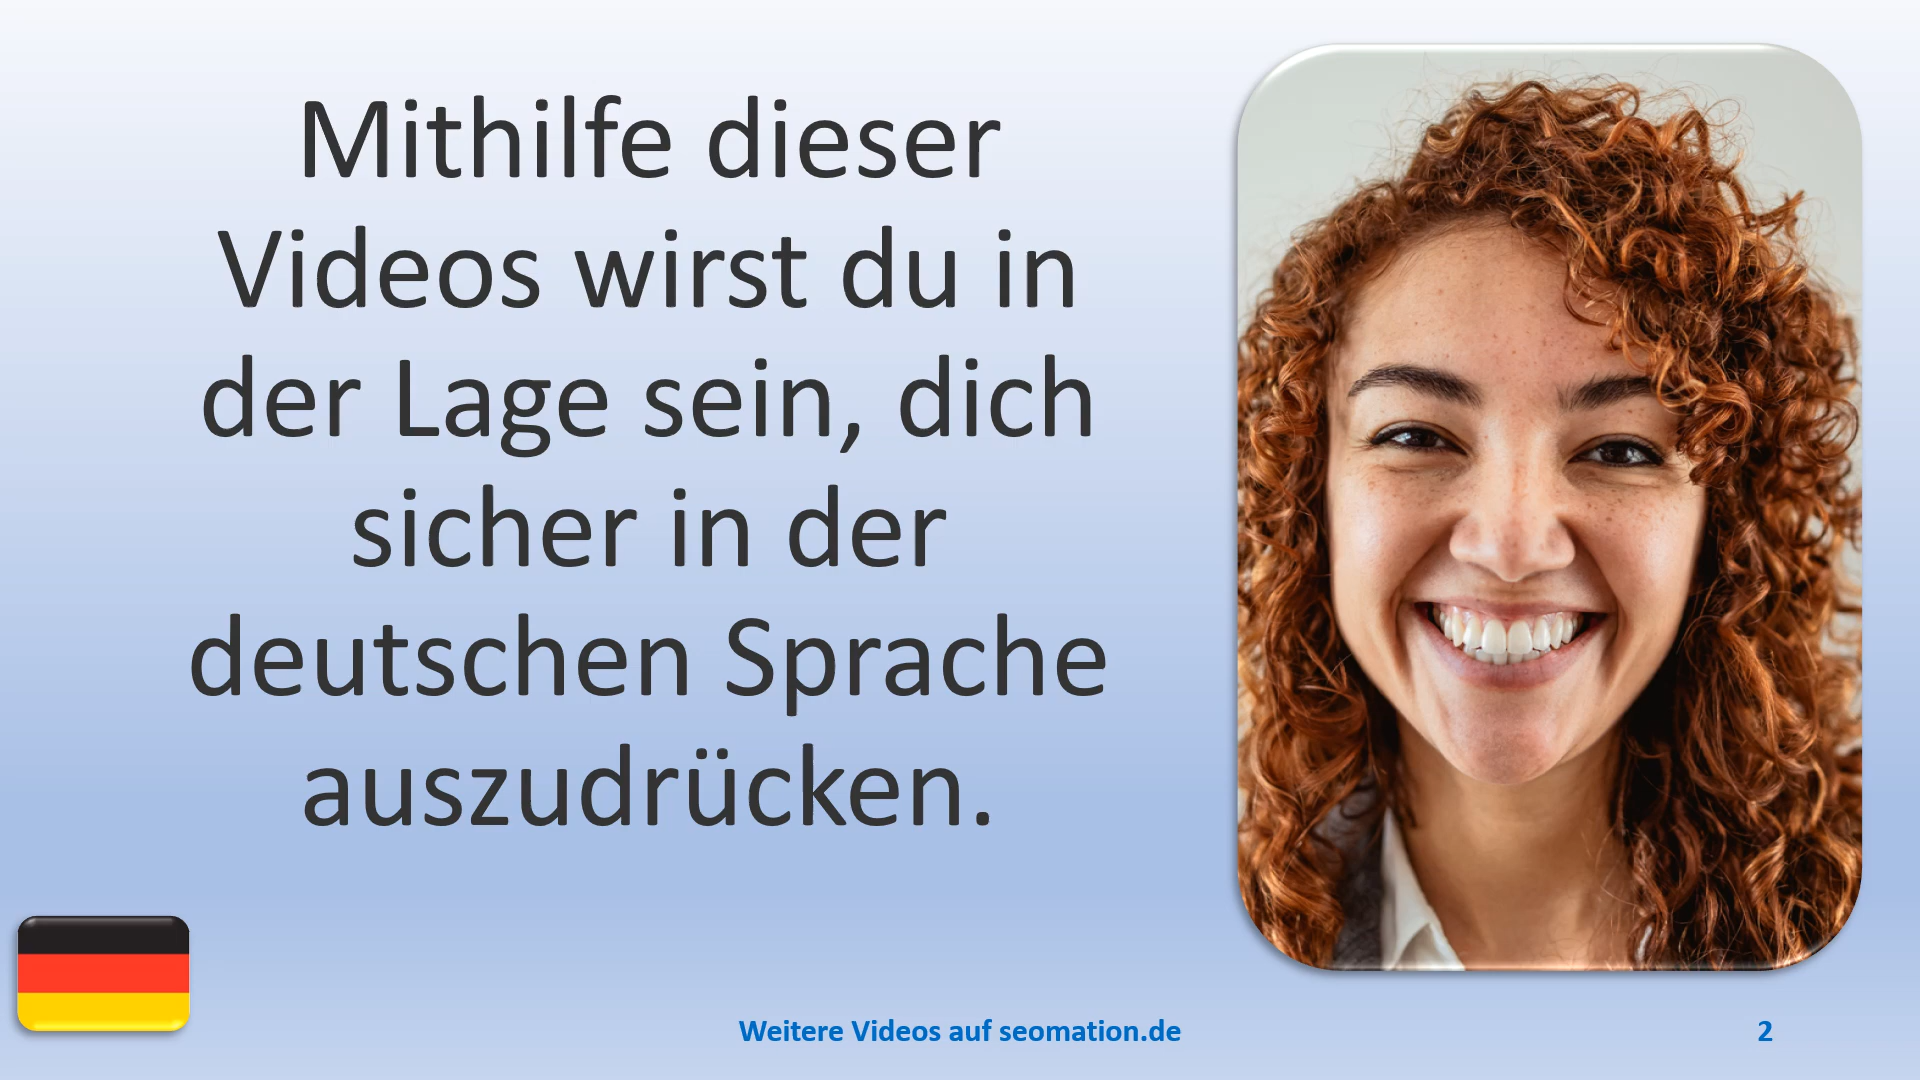 Mithilfe dieser
Videos wirst du in
der Lage sein, dich
sicher in der
deutschen Sprache
auszudrücken.
Weitere Videos auf seomation.de
2